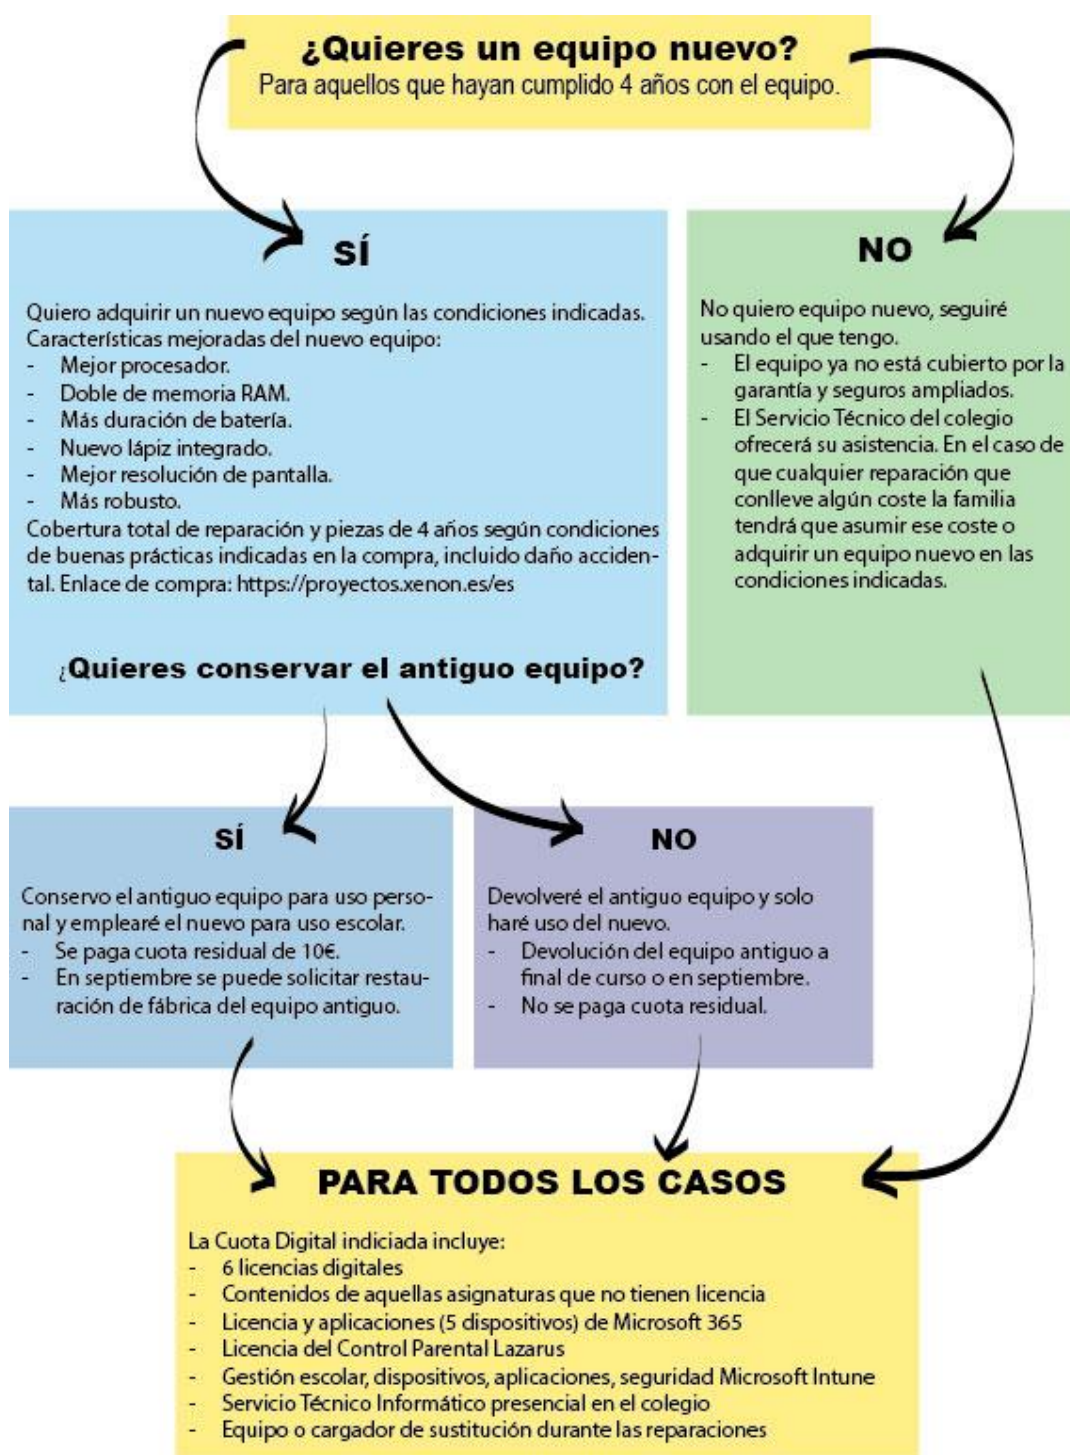 ¿Quieres un equipo nuevo?
Para aquellos que hayan cumplido 4 años con el equipo.
SÍ
Quiero adquirir un nuevo equipo según las condiciones indicadas.
Características mejoradas del nuevo equipo:
- Mejor procesador.
- Doble de memoria RAM.
- Más duración de batería.
- Nuevo lápiz integrado.
- Mejor resolución de pantalla.
- Más robusto.
Cobertura total de reparación y piezas de 4 años según condiciones
de buenas prácticas indicadas en la compra, incluido daño acciden-
tal. Enlace de compra: https://proyectos.xenon.es/es
¿Quieres conservar el antiguo equipo?
NO
No quiero equipo nuevo, seguiré
usando el que tengo.
- El equipo ya no está cubierto por la
garantía y seguros ampliados.
- El Servicio Técnico del colegio
ofrecerá su asistencia. En el caso de
que cualquier reparación que
conlleve algún coste la familia
tendrá que asumir ese coste o
adquirir un equipo nuevo en las
condiciones indicadas.
SÍ
Conservo el antiguo equipo para uso perso-
nal y emplearé el nuevo para uso escolar.
- Se paga cuota residual de 10€.
- En septiembre se puede solicitar restau-
ración de fábrica del equipo antiguo.
NO
Devolveré el antiguo equipo y solo
haré uso del nuevo.
- Devolución del equipo antiguo a
final de curso o en septiembre.
- No se paga cuota residual.
PARA TODOS LOS CASOS
La Cuota Digital indiciada incluye:
- 6 licencias digitales
- Contenidos de aquellas asignaturas que no tienen licencia
- Licencia y aplicaciones (5 dispositivos) de Microsoft 365
- Licencia del Control Parental Lazarus
- Gestión escolar, dispositivos, aplicaciones, seguridad Microsoft Intune
- Servicio Técnico Informático presencial en el colegio
- Equipo o cargador de sustitución durante las reparaciones